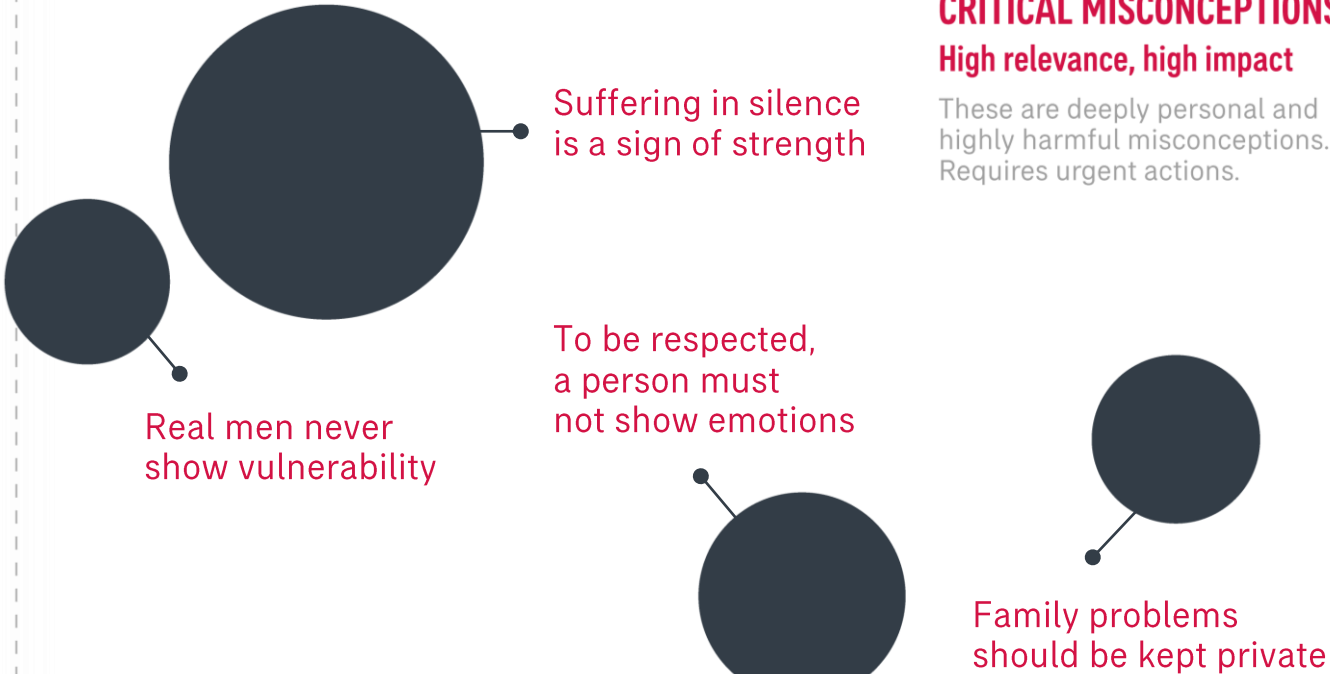 CRITICAL MISCONCEPTIONS
High relevance, high impact
These are deeply personal and
highly harmful misconceptions.
Requires urgent actions.
Suffering in silence
is a sign of strength
To be respected,
a person must
not show emotions
Real men never
show vulnerability
Family problems
should be kept private